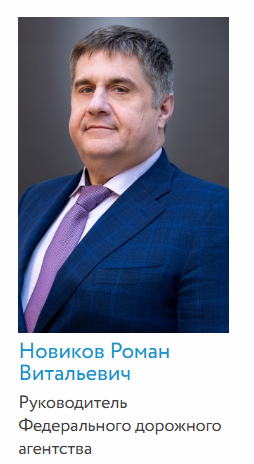 Новиков Роман
Витальевич
Руководитель
Федерального дорожного
агентства